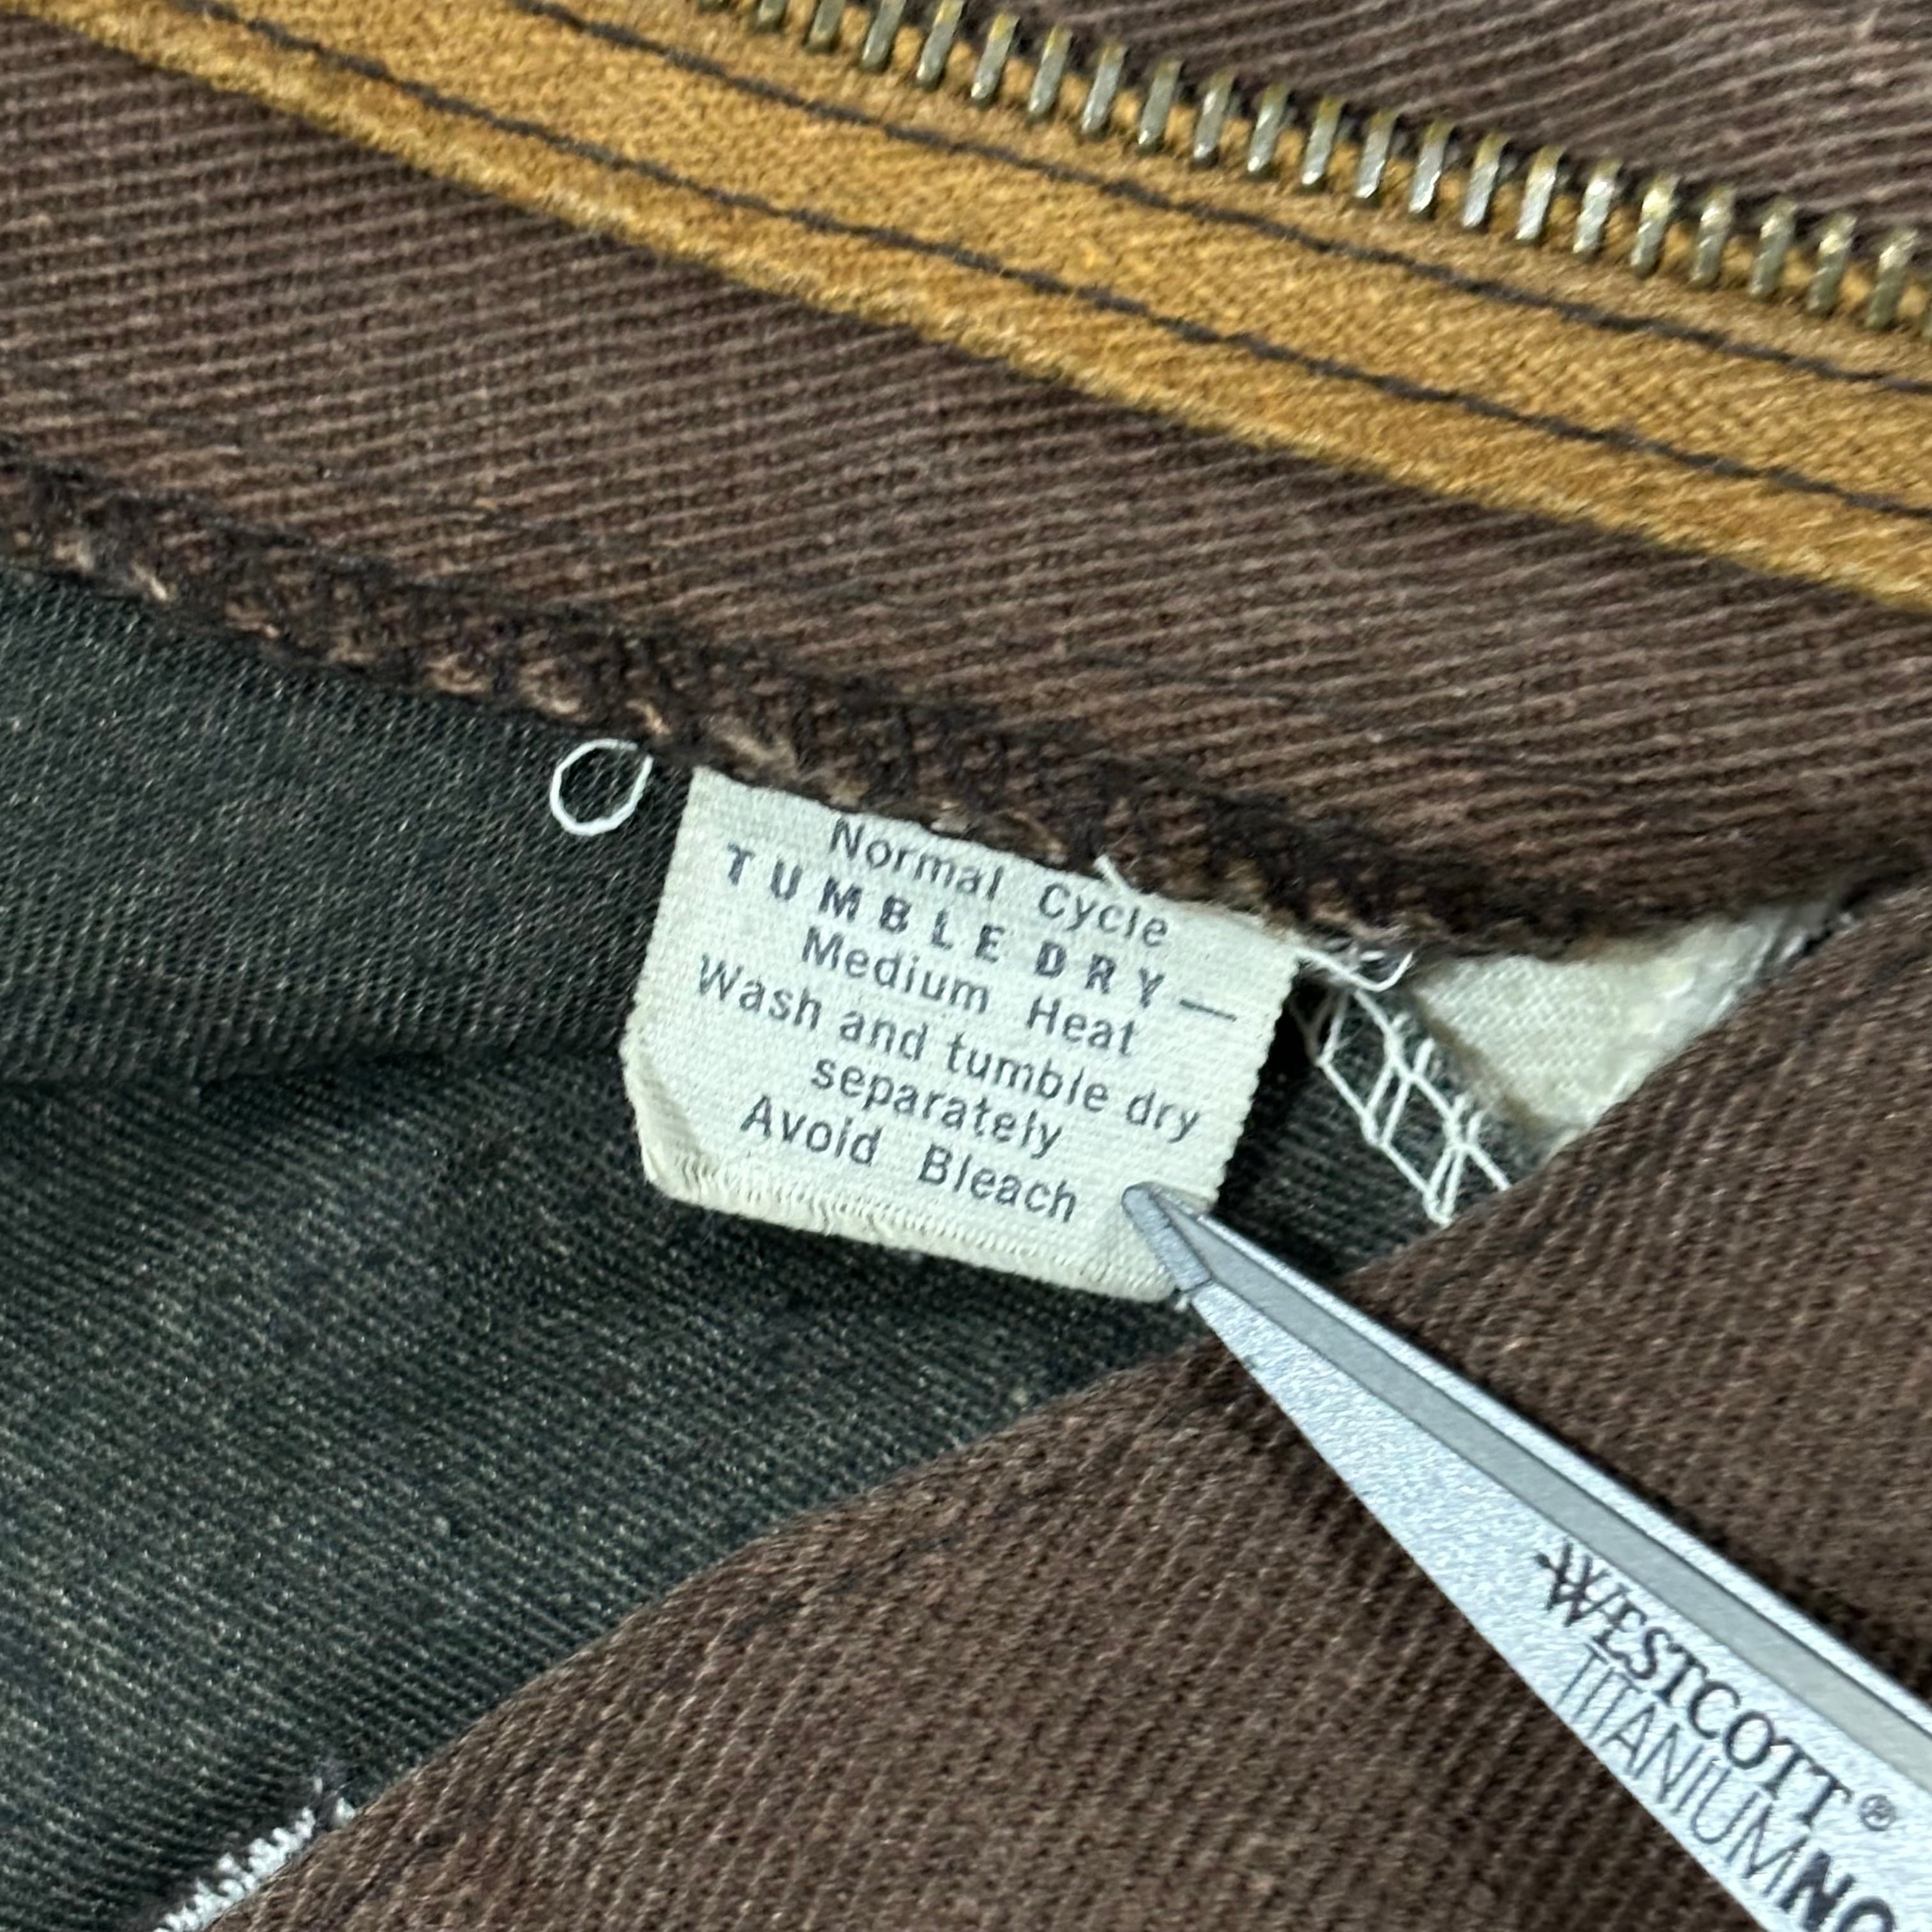 Normal Cycle
TUMBLE DRY—
Medium Heat
Wash and tumble dry
separately
Avoid Bleach
WESTCOTT®
TITANIUM